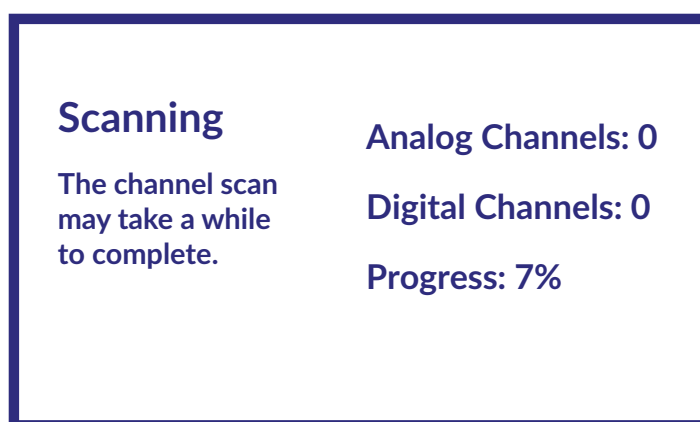 Scanning
The channel scan
may take a while
to complete.
Analog Channels: 0
Digital Channels: 0
Progress: 7%